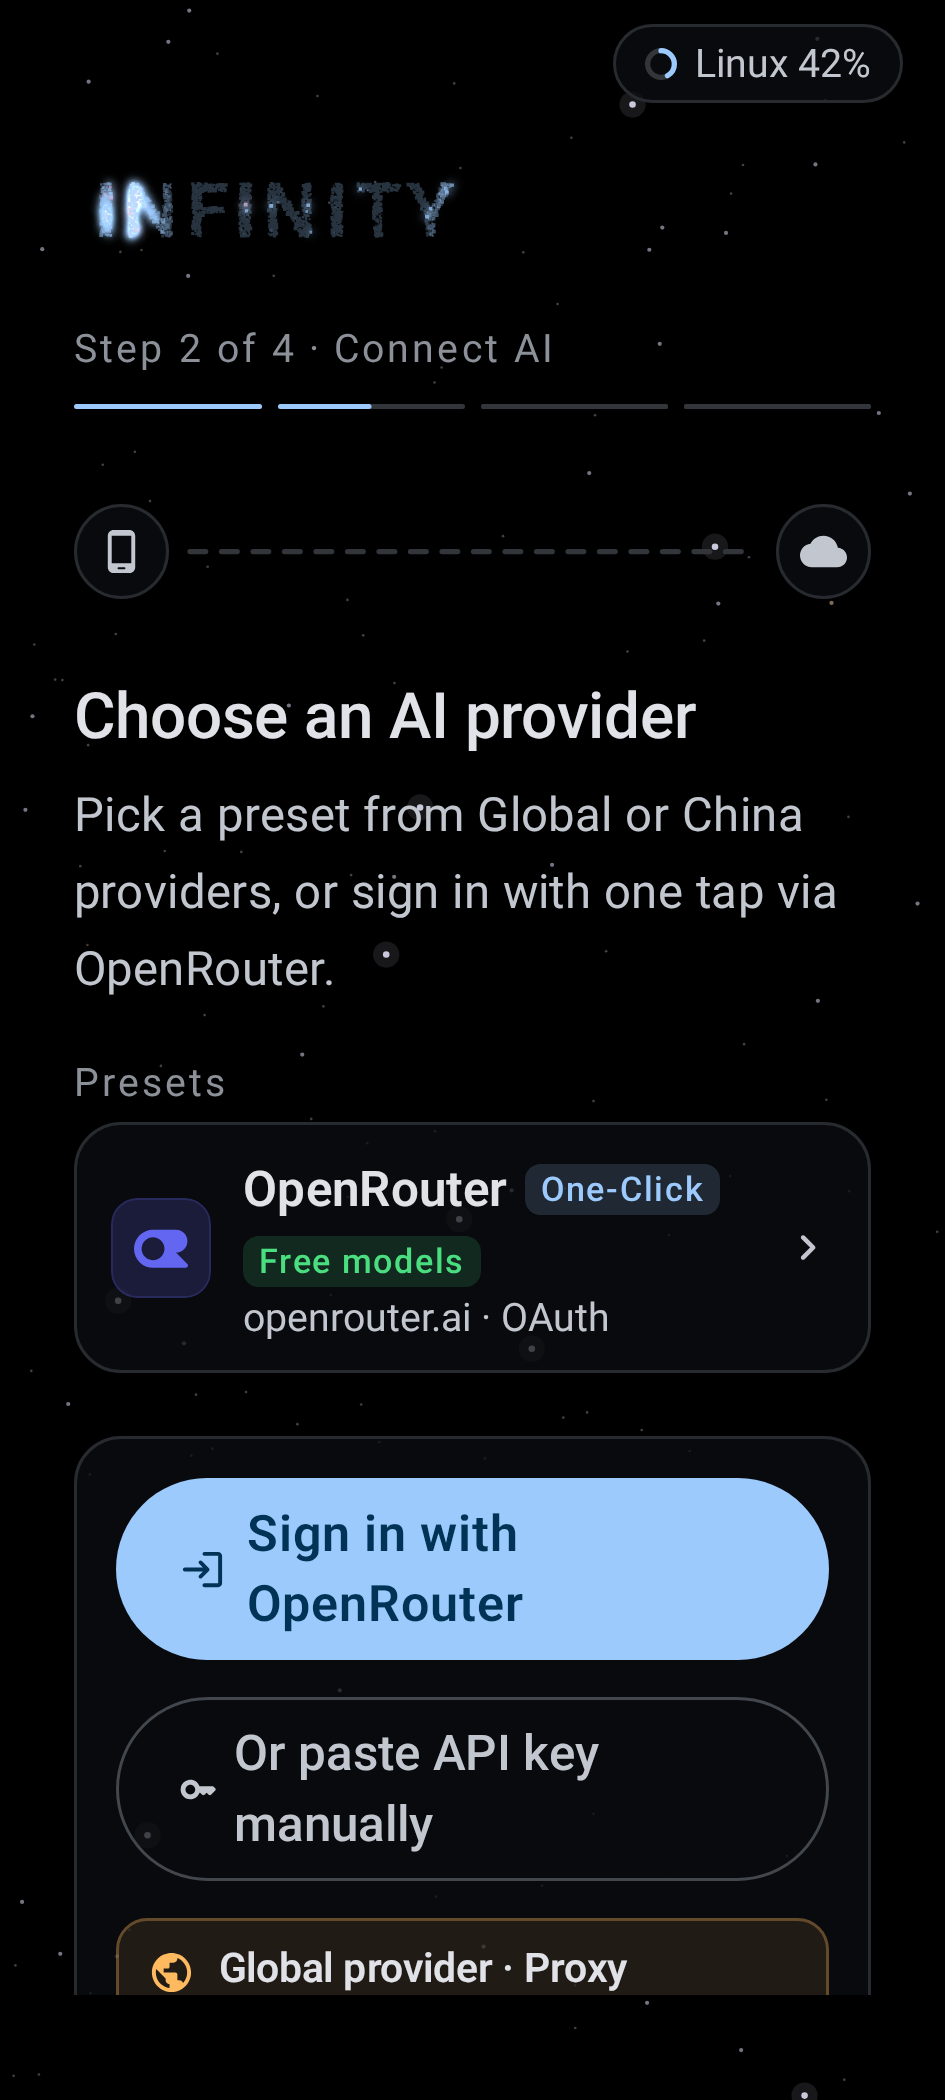 Linux 42%
INFINITY
Step 2 of 4 · Connect AI
Choose an AI provider
Pick a preset from Global or China
providers, or sign in with one tap via
OpenRouter.
Presets
OpenRouter One-Click
Free models
openrouter.ai · OAuth
Sign in with
OpenRouter
Or paste API key
manually
Global provider · Proxy